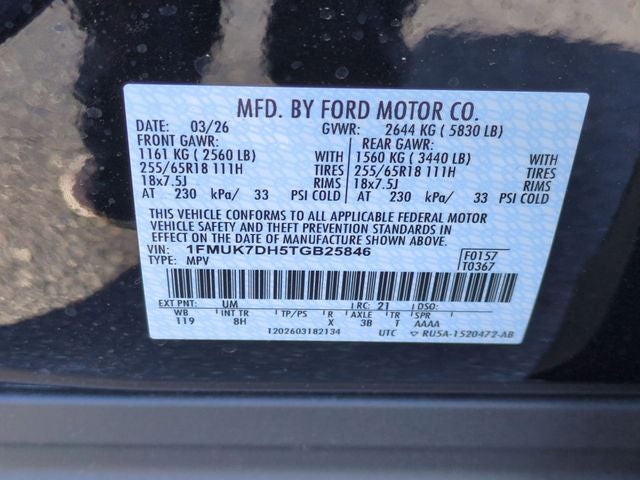 MFD. BY FORD MOTOR CO.
DATE: 03/26 GVWR: 2644 KG ( 5830 LB)
FRONT GAWR: REAR GAWR:
1161 KG ( 2560 LB) WITH 1560 KG ( 3440 LB) WITH
255/65R18 111H TIRES 255/65R18 111H TIRES
18x7.5J RIMS 18x7.5J RIMS
AT 230 kPa/ 33 PSI COLD AT 230 kPa/ 33 PSI COLD
THIS VEHICLE CONFORMS TO ALL APPLICABLE FEDERAL MOTOR
VEHICLE SAFETY AND THEFT PREVENTION STANDARDS IN
EFFECT ON THE DATE OF MANUFACTURE SHOWN ABOVE.
VIN: 1FMUK7DH5TGB25846 F0157
TYPE: MPV T0367
EXT PNT: UM RC: 21 DSO:
WB INT TR TP/PS R AXLE TR SPR
119 8H X 3B T AAAA
1202603182134 UTC RU5A-1520472-AB